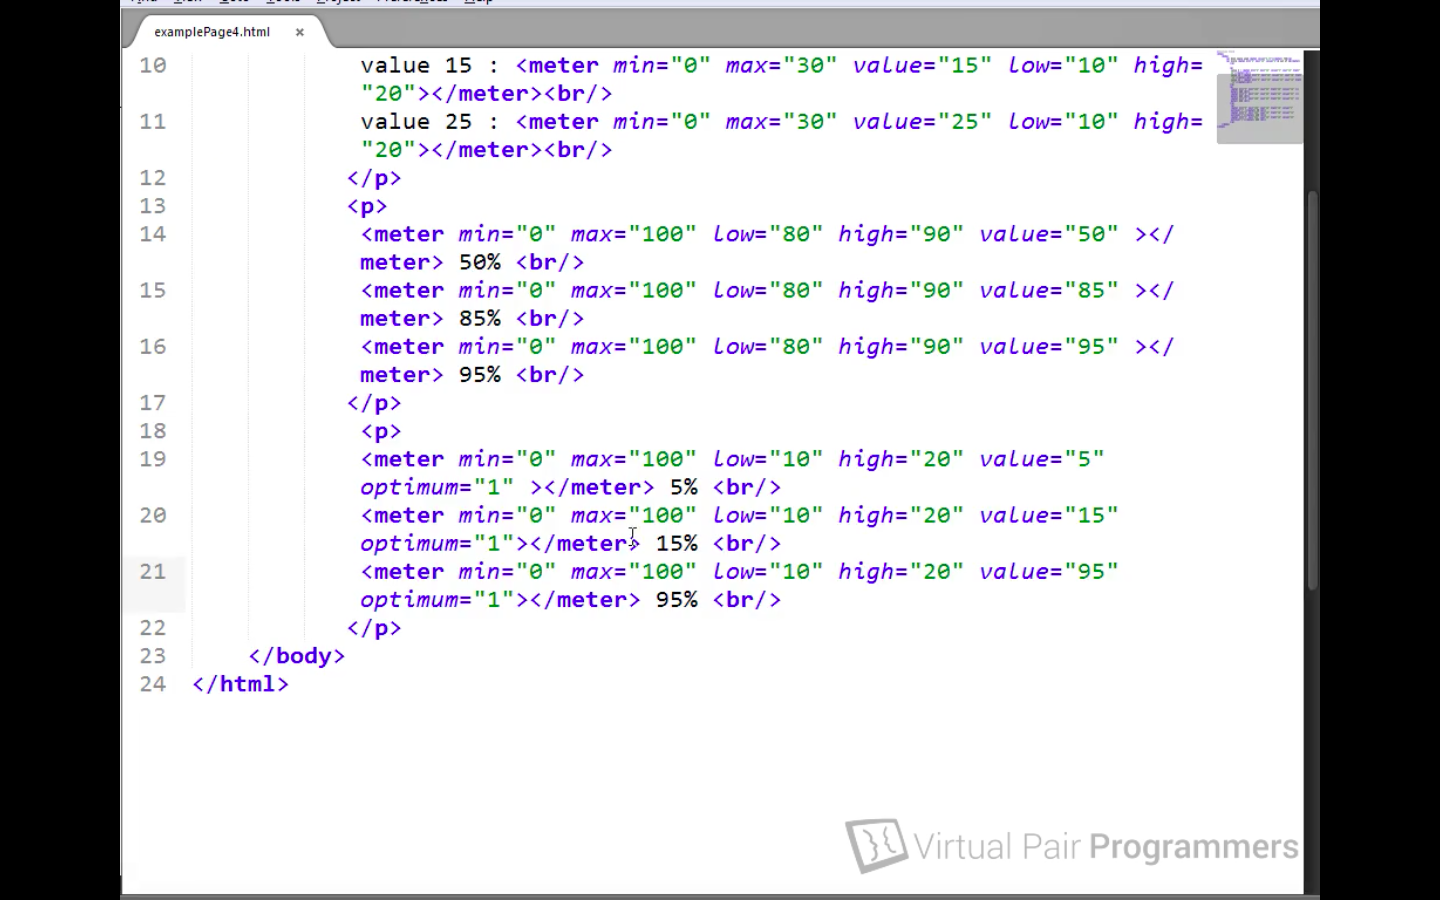 examplePage4.html ×
10 value 15 : <meter min="0" max="30" value="15" low="10" high=
"20"></meter><br/>
11 value 25 : <meter min="0" max="30" value="25" low="10" high=
"20"></meter><br/>
12 </p>
13 <p>
14 <meter min="0" max="100" low="80" high="90" value="50" ></
meter> 50% <br/>
15 <meter min="0" max="100" low="80" high="90" value="85" ></
meter> 85% <br/>
16 <meter min="0" max="100" low="80" high="90" value="95" ></
meter> 95% <br/>
17 </p>
18 <p>
19 <meter min="0" max="100" low="10" high="20" value="5"
optimum="1" ></meter> 5% <br/>
20 <meter min="0" max="100" low="10" high="20" value="15"
optimum="1"></meter> 15% <br/>
21 <meter min="0" max="100" low="10" high="20" value="95"
optimum="1"></meter> 95% <br/>
22 </p>
23 </body>
24 </html>
Virtual Pair Programmers